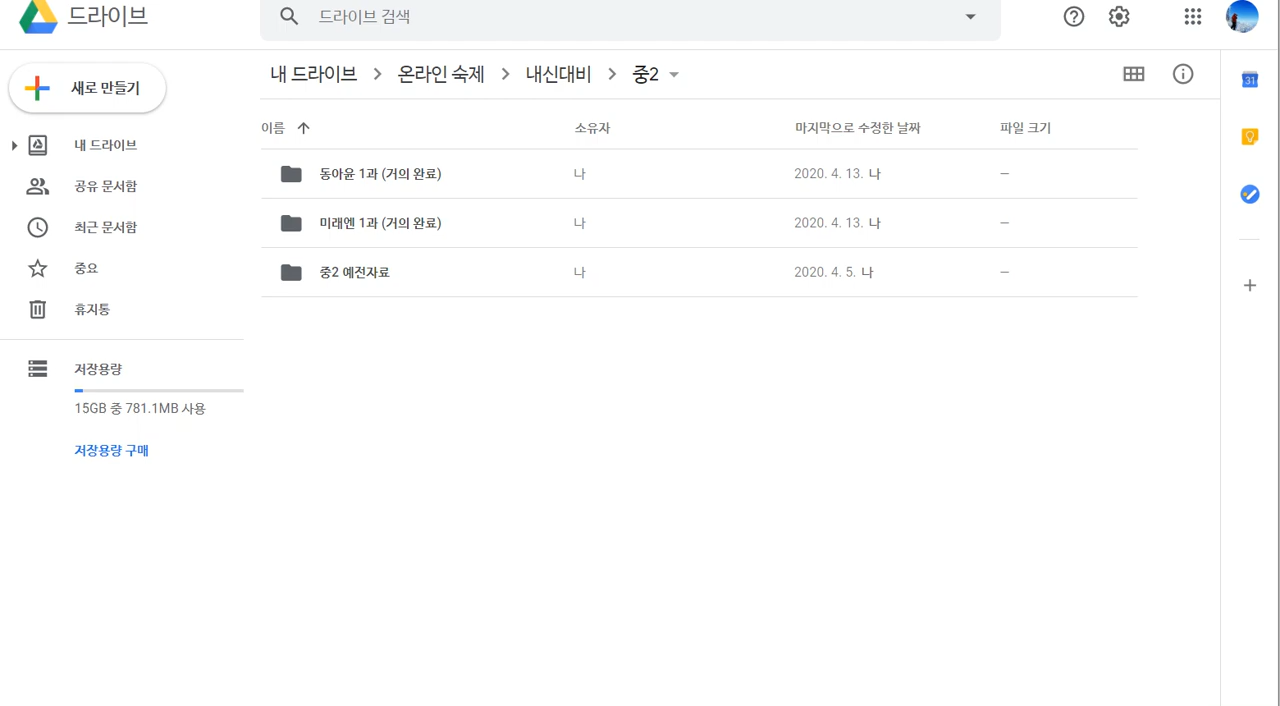 드라이브
드라이브 검색
새로 만들기
내 드라이브 > 온라인 숙제 > 내신대비 > 중2
이름 소유자 마지막으로 수정한 날짜 파일 크기
동아윤 1과 (거의 완료) 나 2020. 4. 13. 나 –
미래엔 1과 (거의 완료) 나 2020. 4. 13. 나 –
중2 예전자료 나 2020. 4. 5. 나 –
내 드라이브
공유 문서함
최근 문서함
중요
휴지통
저장용량
15GB 중 781.1MB 사용
저장용량 구매
31